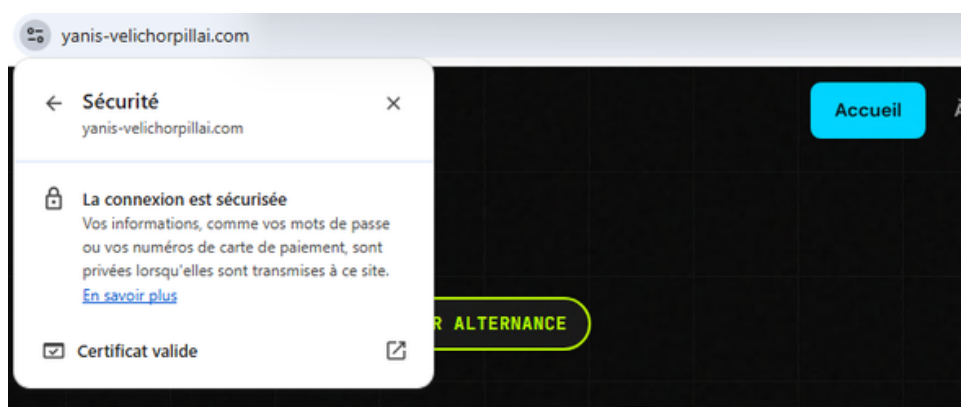 yanis-velichorpillai.com
Sécurité
yanis-velichorpillai.com
La connexion est sécurisée
Vos informations, comme vos mots de passe
ou vos numéros de carte de paiement, sont
privées lorsqu'elles sont transmises à ce site.
En savoir plus
Certificat valide
Accueil
À
R ALTERNANCE